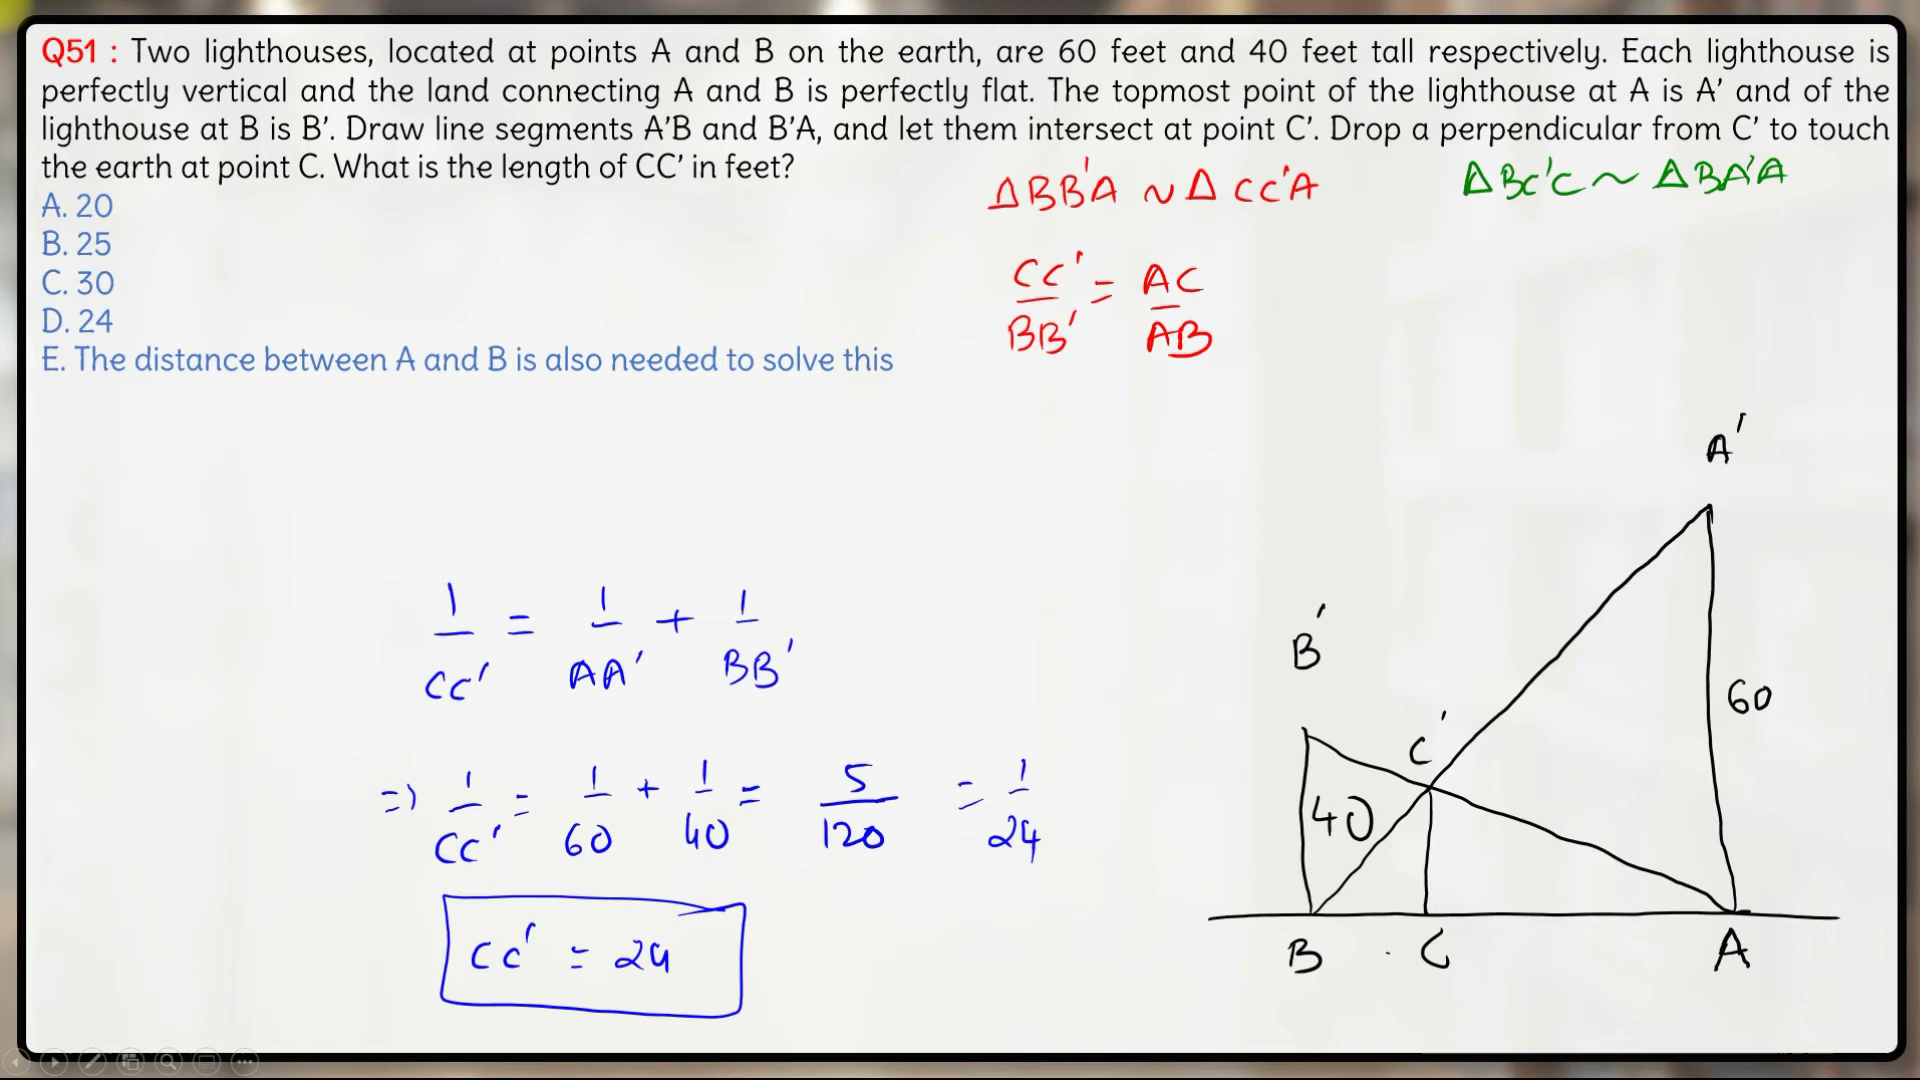 Q51 : Two lighthouses, located at points A and B on the earth, are 60 feet and 40 feet tall respectively. Each lighthouse is
perfectly vertical and the land connecting A and B is perfectly flat. The topmost point of the lighthouse at A is A’ and of the
lighthouse at B is B’. Draw line segments A’B and B’A, and let them intersect at point C’. Drop a perpendicular from C’ to touch
the earth at point C. What is the length of CC’ in feet?
A. 20
B. 25
C. 30
D. 24
E. The distance between A and B is also needed to solve this
△BB'A ~ △CC'A
△BC'C ~ △BA'A
CC'/BB' = AC/AB
1/CC' = 1/AA' + 1/BB'
=> 1/CC' = 1/60 + 1/40 = 5/120 = 1/24
CC' = 24
A'
B'
60
C'
40
B
C
A